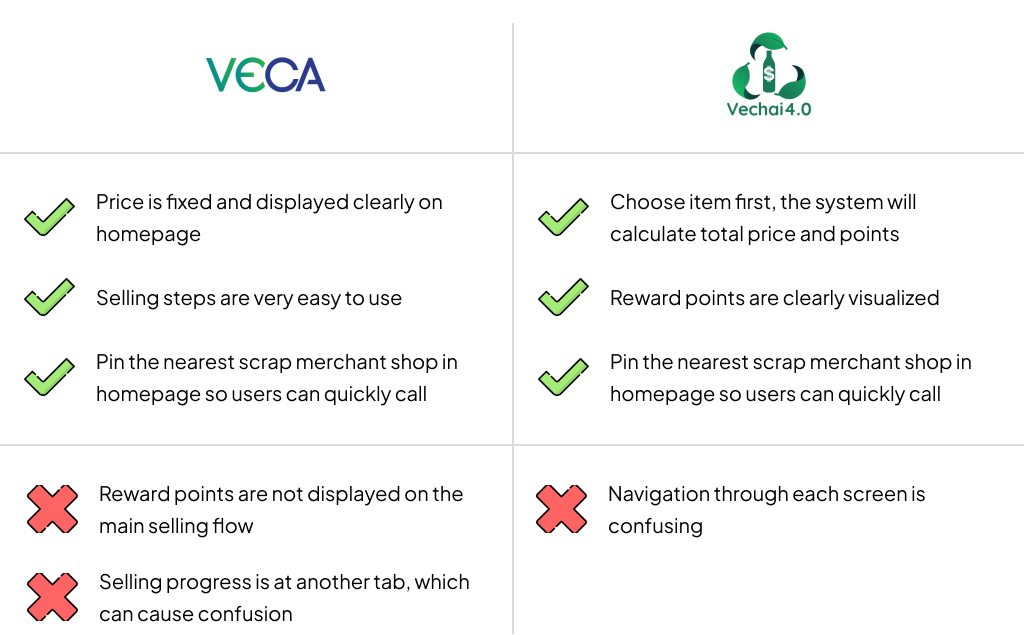 VECA
$
Vechai4.0
Price is fixed and displayed clearly on
homepage
Selling steps are very easy to use
Pin the nearest scrap merchant shop in
homepage so users can quickly call
Choose item first, the system will
calculate total price and points
Reward points are clearly visualized
Pin the nearest scrap merchant shop in
homepage so users can quickly call
Reward points are not displayed on the
main selling flow
Selling progress is at another tab, which
can cause confusion
Navigation through each screen is
confusing